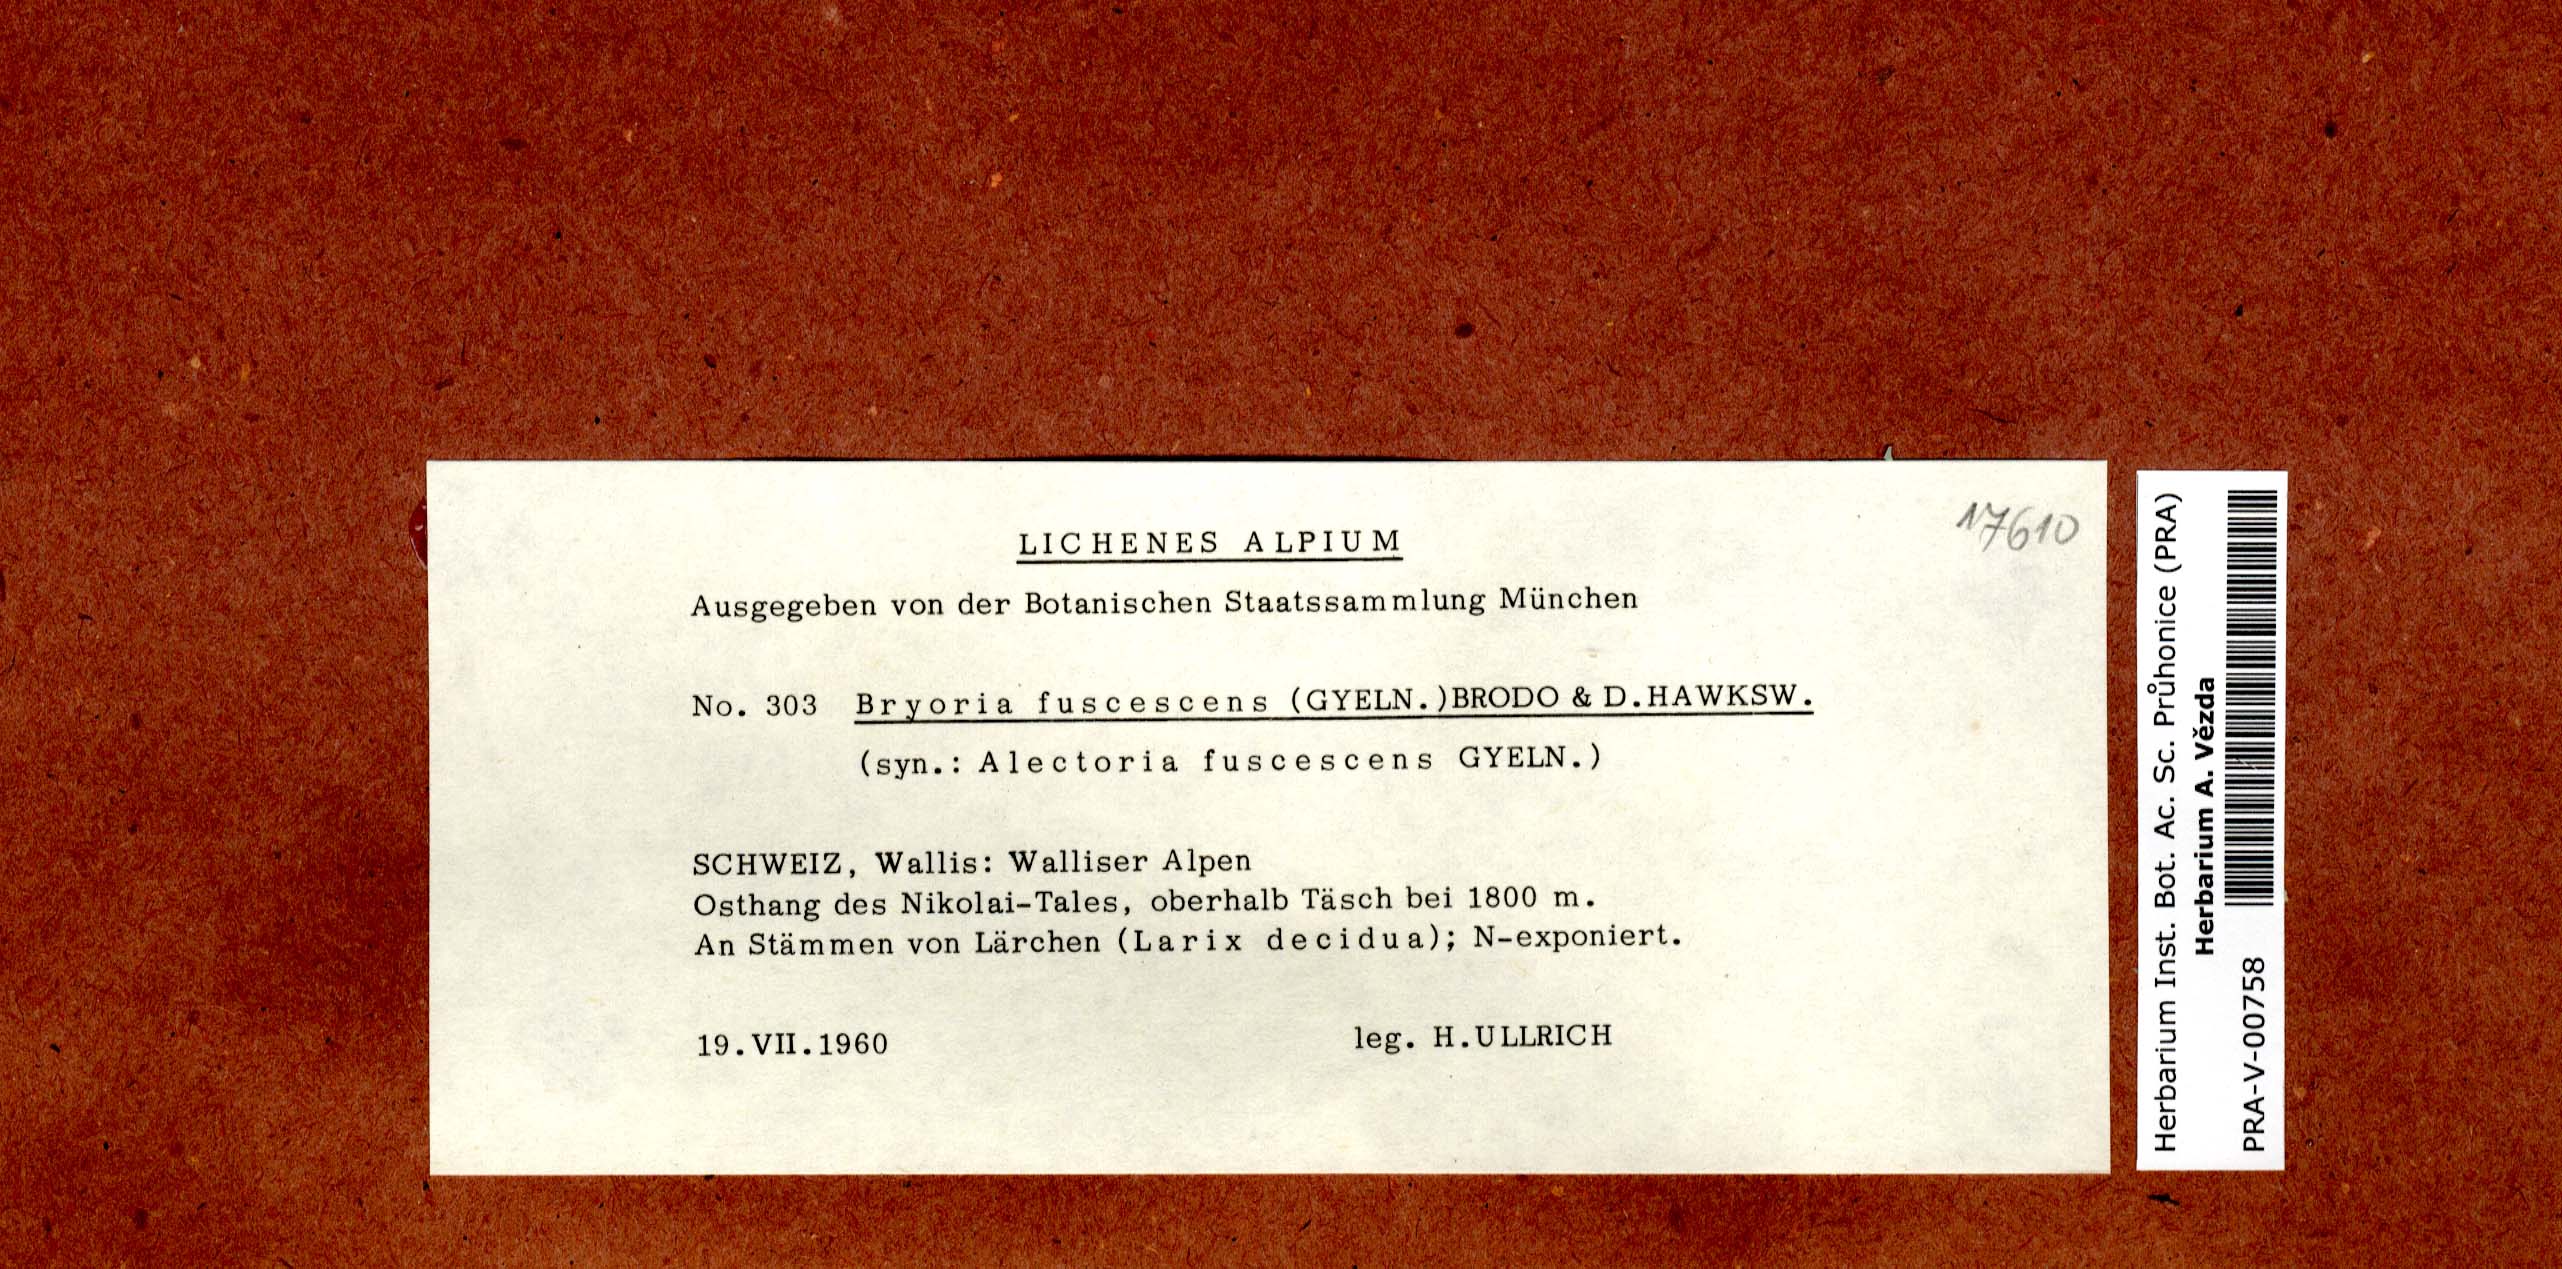 17610
LICHENES ALPIUM
Ausgegeben von der Botanischen Staatssammlung München
No. 303 Bryoria fuscescens (GYELN.)BRODO & D.HAWKSW.
(syn.: Alectoria fuscescens GYELN.)
SCHWEIZ, Wallis: Walliser Alpen
Osthang des Nikolai-Tales, oberhalb Täsch bei 1800 m.
An Stämmen von Lärchen (Larix decidua); N-exponiert.
19.VII.1960 leg. H.ULLRICH
Herbarium Inst. Bot. Ac. Sc. Průhonice (PRA)
Herbarium A. Vězda
PRA-V-00758